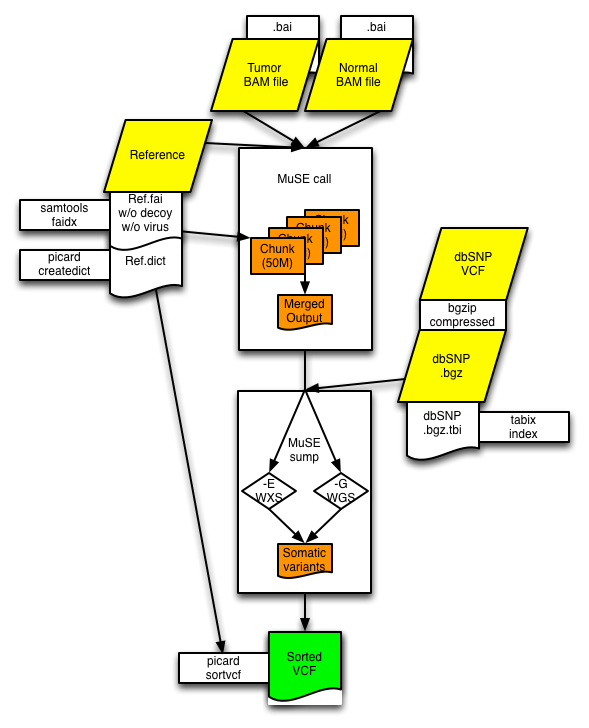 .bai
.bai
Tumor
BAM file
Normal
BAM file
Reference
MuSE call
samtools
faidx
Ref.fai
w/o decoy
w/o virus
Chunk
(50M)
)
)
)
picard
createdict
Ref.dict
Merged
Output
dbSNP
VCF
bgzip
compressed
dbSNP
.bgz
dbSNP
.bgz.tbi
tabix
index
MuSE
sump
-E
WXS
-G
WGS
Somatic
variants
picard
sortvcf
Sorted
VCF